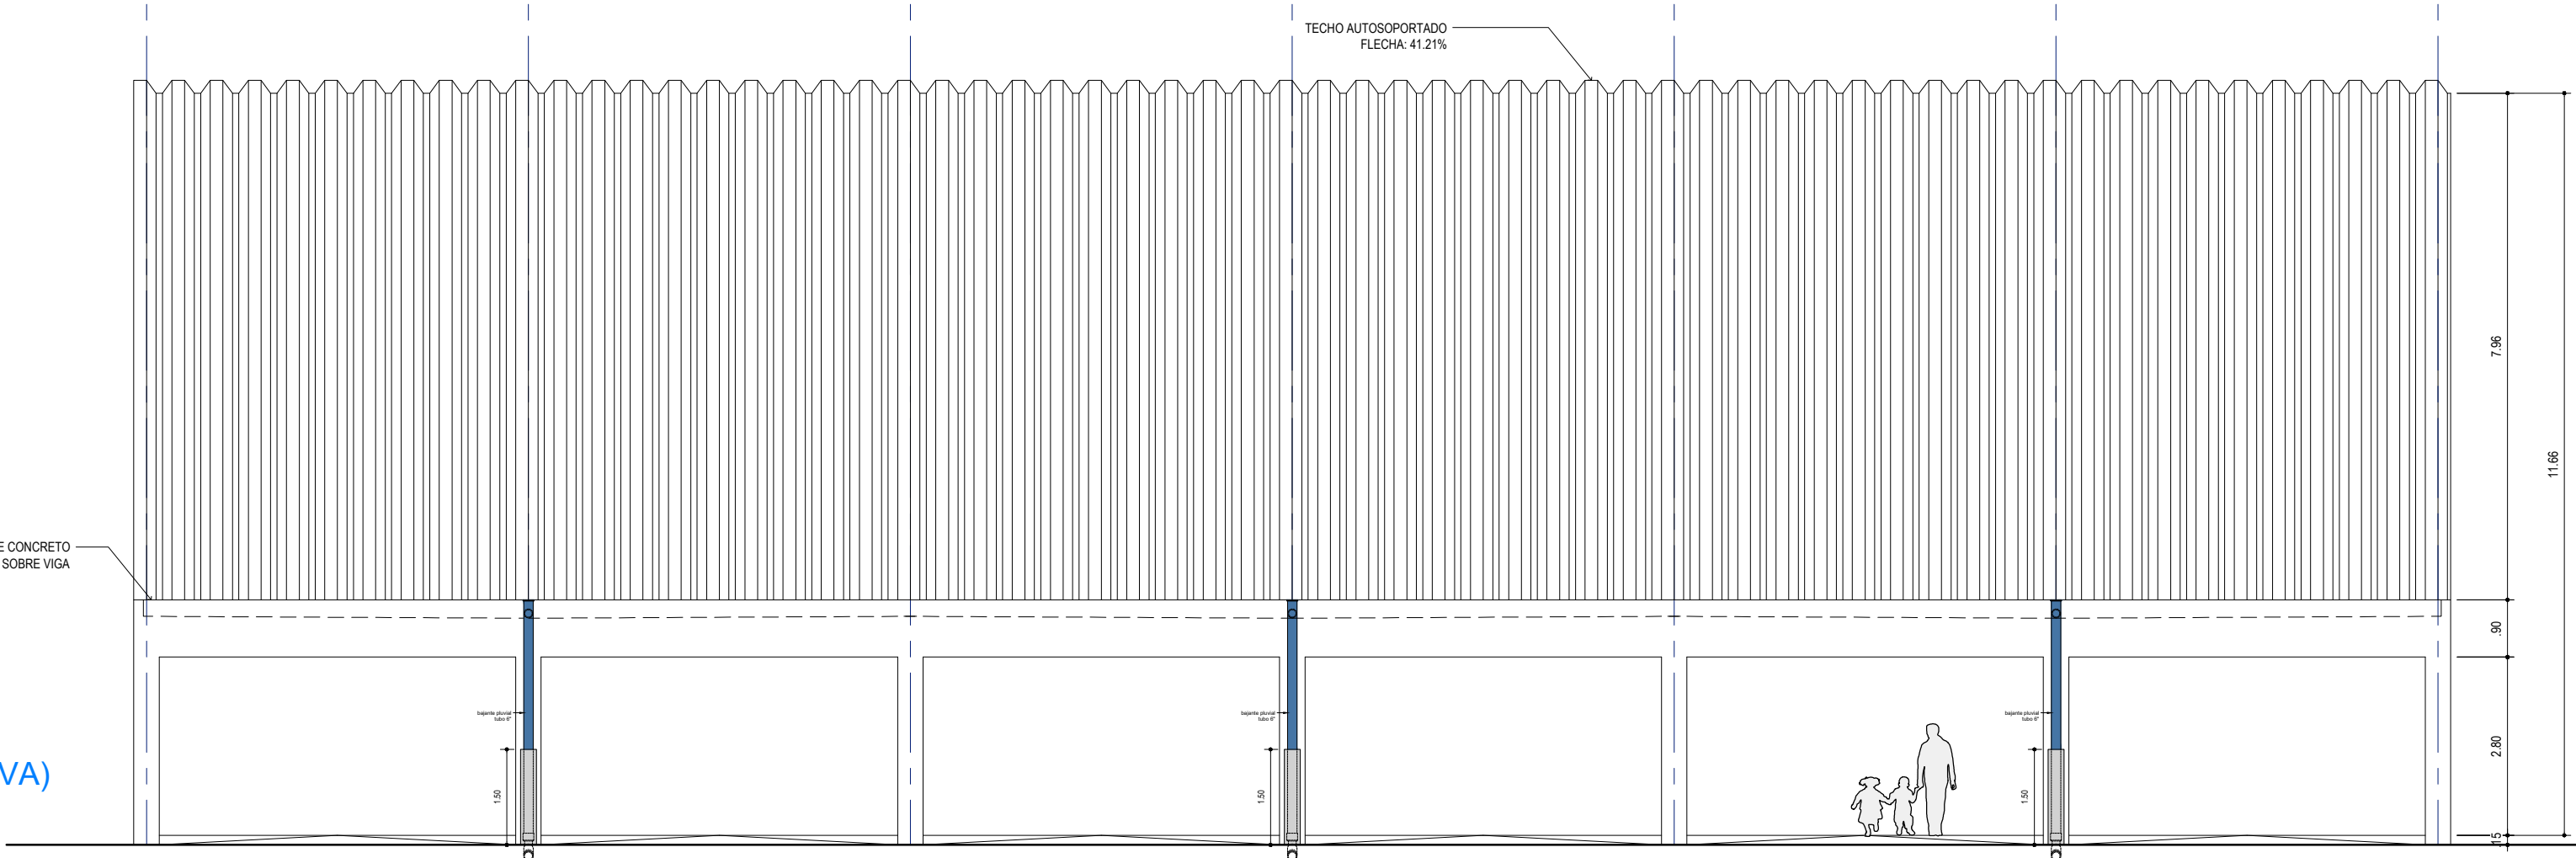 TECHO AUTOSOPORTADO
FLECHA: 41.21%
7.96
11.66
E CONCRETO
SOBRE VIGA
.90
bajante pluvial
tubo 6"
bajante pluvial
tubo 6"
bajante pluvial
tubo 6"
2.80
VA)
1.50
1.50
1.50
.15